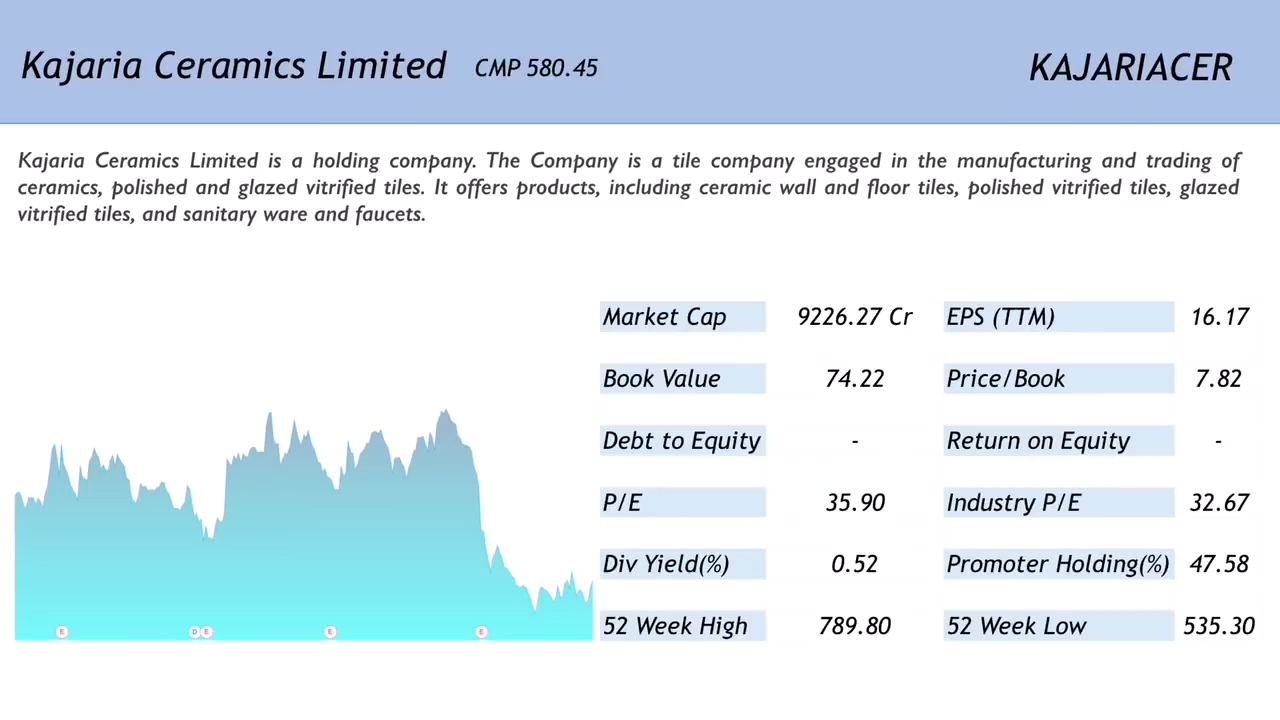 Kajaria Ceramics Limited CMP 580.45 KAJARIACER
Kajaria Ceramics Limited is a holding company. The Company is a tile company engaged in the manufacturing and trading of
ceramics, polished and glazed vitrified tiles. It offers products, including ceramic wall and floor tiles, polished vitrified tiles, glazed
vitrified tiles, and sanitary ware and faucets.
Market Cap 9226.27 Cr EPS (TTM) 16.17
Book Value 74.22 Price/Book 7.82
Debt to Equity - Return on Equity -
P/E 35.90 Industry P/E 32.67
Div Yield(%) 0.52 Promoter Holding(%) 47.58
52 Week High 789.80 52 Week Low 535.30
E D E E E